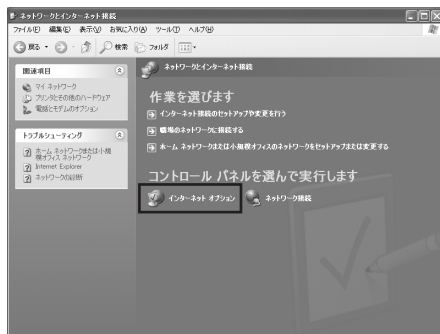 ネットワークとインターネット接続
ファイル(F) 編集(E) 表示(V) お気に入り(A) ツール(T) ヘルプ(H)
戻る 検索 フォルダ
関連項目
マイ ネットワーク
プリンタとその他のハードウェア
電話とモデムのオプション
トラブルシューティング
ホーム ネットワークまたは小規
模オフィス ネットワーク
Internet Explorer
ネットワークの診断
ネットワークとインターネット接続
作業を選びます
インターネット接続のセットアップや変更を行う
職場のネットワークに接続する
ホーム ネットワークまたは小規模オフィスのネットワークをセットアップまたは変更する
コントロール パネルを選んで実行します
インターネット オプション
ネットワーク接続